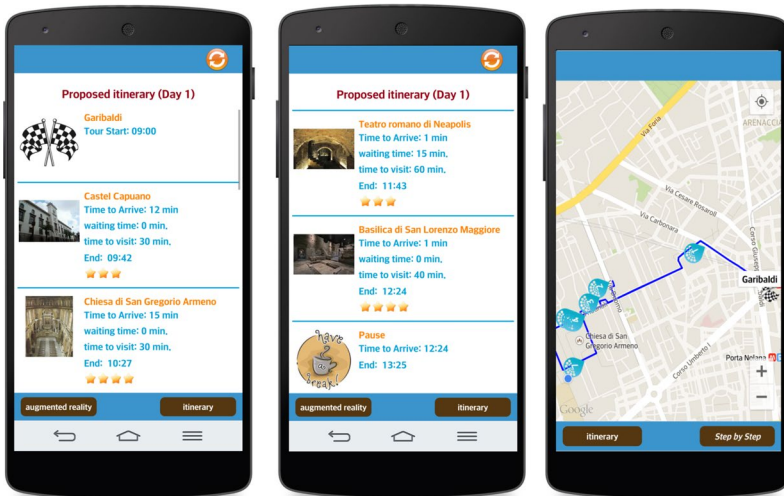 Proposed itinerary (Day 1)
Garibaldi
Tour Start: 09:00
Castel Capuano
Time to Arrive: 12 min
waiting time: 0 min,
time to visit: 30 min,
End: 09:42
Chiesa di San Gregorio Armeno
Time to Arrive: 15 min
waiting time: 0 min,
time to visit: 30 min,
End: 10:27
augmented reality
itinerary
Proposed itinerary (Day 1)
Teatro romano di Neapolis
Time to Arrive: 1 min
waiting time: 15 min,
time to visit: 60 min,
End: 11:43
Basilica di San Lorenzo Maggiore
Time to Arrive: 1 min
waiting time: 0 min,
time to visit: 40 min,
End: 12:24
have
a
break!
Pause
Time to Arrive: 12:24
End: 13:25
augmented reality
itinerary
Via Foria
ARENACCIA
Via Cesare Rosaroll
Via Carbonara
Garibaldi
Chiesa di San
Gregorio Armeno
Corso Umberto I
Porta Nolana
Google
+
−
itinerary
Step by Step